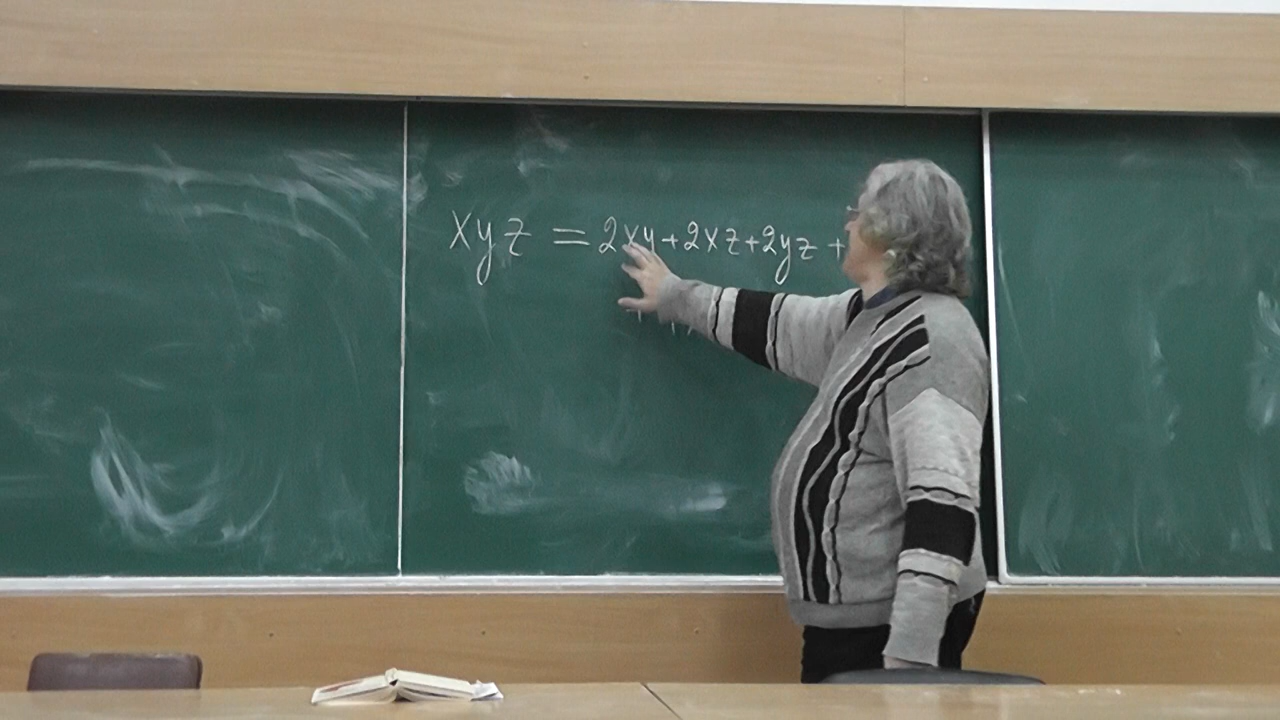 xyz = 2xy+2xz+2yz +